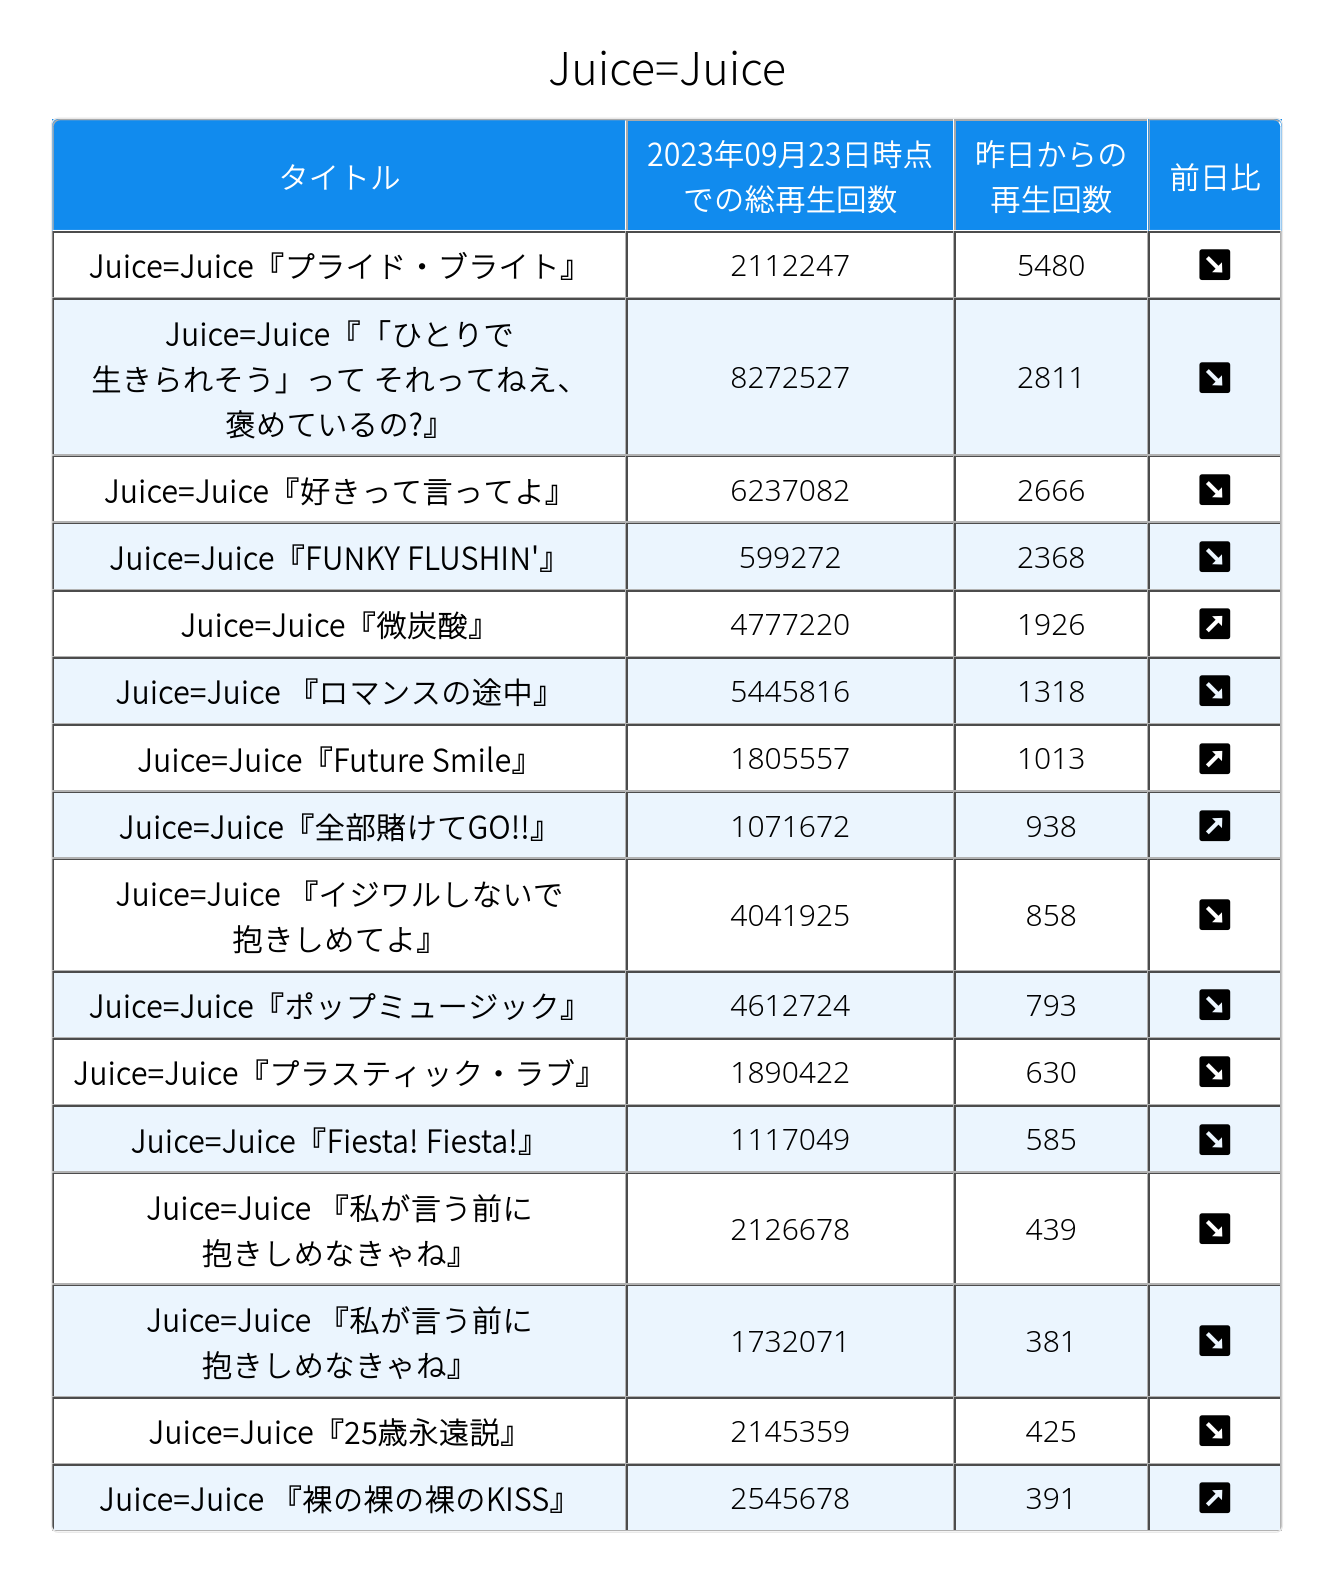 Juice=Juice
タイトル
2023年09月23日時点
での総再生回数
昨日からの
再生回数
前日比
Juice=Juice『プライド・ブライト』 2112247 5480
Juice=Juice『「ひとりで
生きられそう」って それってねえ、
褒めているの?』
8272527 2811
Juice=Juice『好きって言ってよ』 6237082 2666
Juice=Juice『FUNKY FLUSHIN'』 599272 2368
Juice=Juice『微炭酸』 4777220 1926
Juice=Juice 『ロマンスの途中』 5445816 1318
Juice=Juice『Future Smile』 1805557 1013
Juice=Juice『全部賭けてGO!!』 1071672 938
Juice=Juice 『イジワルしないで
抱きしめてよ』
4041925 858
Juice=Juice『ポップミュージック』 4612724 793
Juice=Juice『プラスティック・ラブ』 1890422 630
Juice=Juice『Fiesta! Fiesta!』 1117049 585
Juice=Juice 『私が言う前に
抱きしめなきゃね』
2126678 439
Juice=Juice 『私が言う前に
抱きしめなきゃね』
1732071 381
Juice=Juice『25歳永遠説』 2145359 425
Juice=Juice 『裸の裸の裸のKISS』 2545678 391